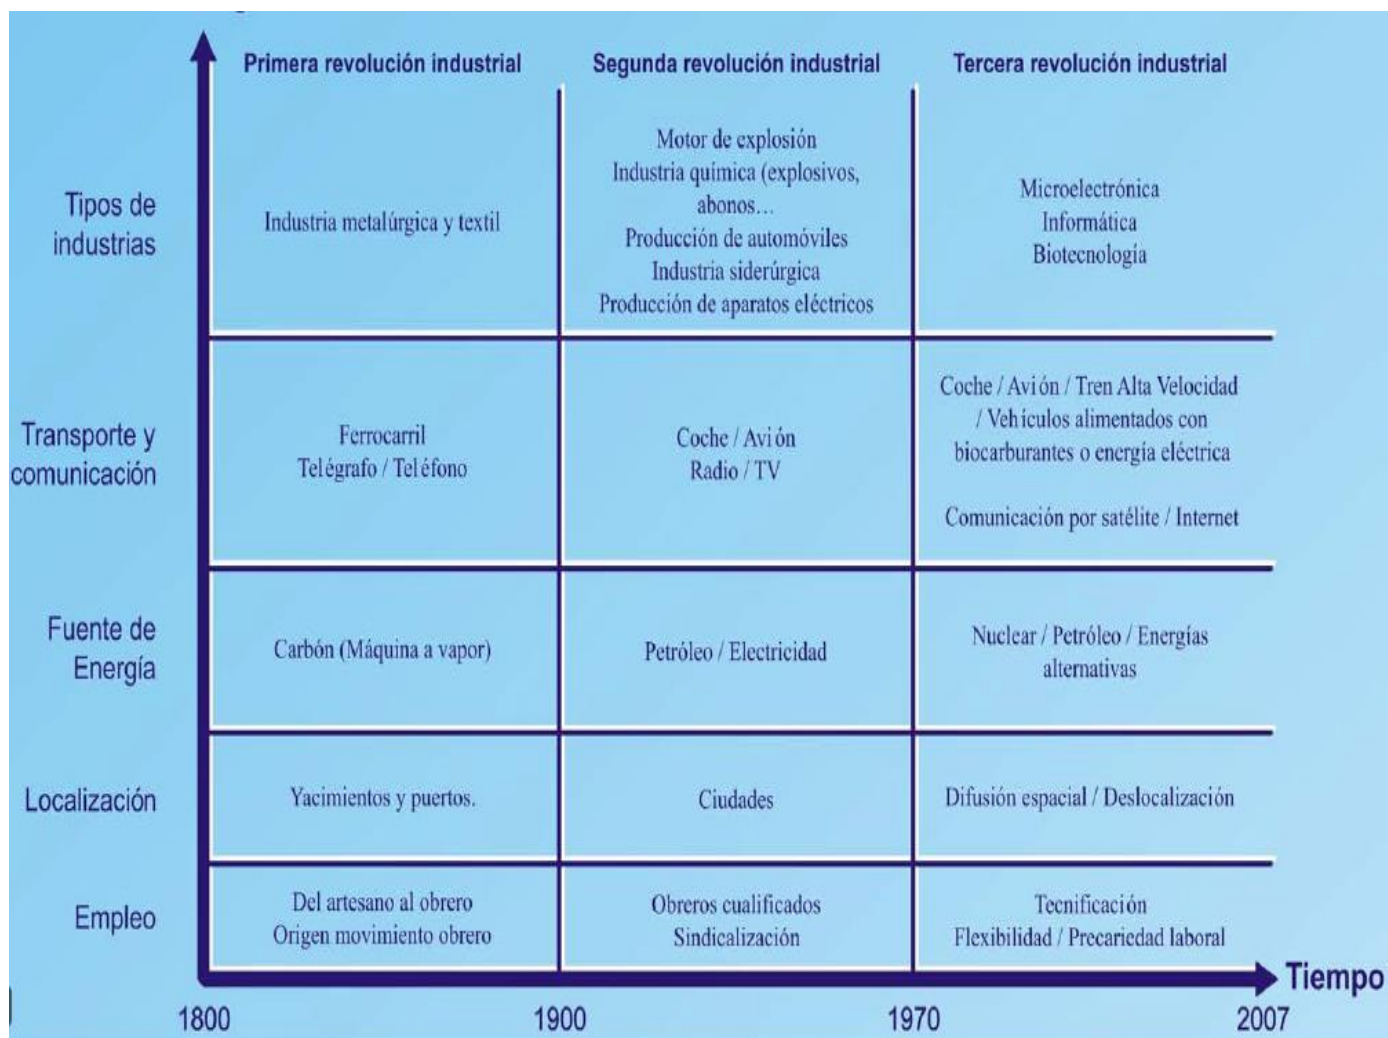 Primera revolución industrial
Segunda revolución industrial
Tercera revolución industrial
Tipos de
industrias
Industria metalúrgica y textil
Motor de explosión
Industria química (explosivos,
abonos…
Producción de automóviles
Industria siderúrgica
Producción de aparatos eléctricos
Microelectrónica
Informática
Biotecnología
Transporte y
comunicación
Ferrocarril
Telégrafo / Teléfono
Coche / Avión
Radio / TV
Coche / Avión / Tren Alta Velocidad
/ Vehículos alimentados con
biocarburantes o energía eléctrica
Comunicación por satélite / Internet
Fuente de
Energía
Carbón (Máquina a vapor)
Petróleo / Electricidad
Nuclear / Petróleo / Energías
alternativas
Localización
Yacimientos y puertos.
Ciudades
Difusión espacial / Deslocalización
Empleo
Del artesano al obrero
Origen movimiento obrero
Obreros cualificados
Sindicalización
Tecnificación
Flexibilidad / Precariedad laboral
Tiempo
1800
1900
1970
2007